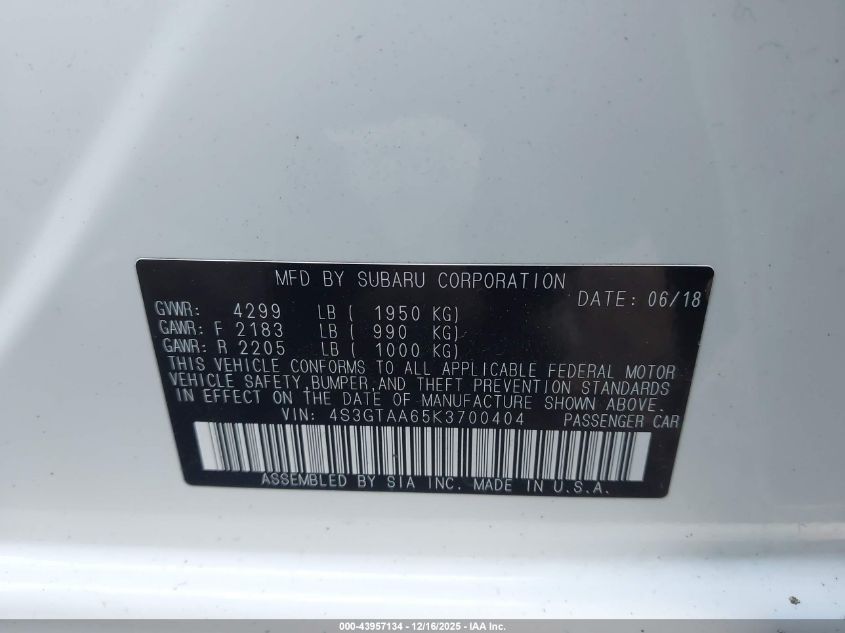 MFD BY SUBARU CORPORATION
DATE: 06/18
GVWR: 4299 LB ( 1950 KG)
GAWR: F 2183 LB ( 990 KG)
GAWR: R 2205 LB ( 1000 KG)
THIS VEHICLE CONFORMS TO ALL APPLICABLE FEDERAL MOTOR
VEHICLE SAFETY, BUMPER, AND THEFT PREVENTION STANDARDS
IN EFFECT ON THE DATE OF MANUFACTURE SHOWN ABOVE.
VIN: 4S3GTAA65K3700404 PASSENGER CAR
ASSEMBLED BY SIA INC. MADE IN U.S.A.
000-43957134 - 12/16/2025 - IAA Inc.